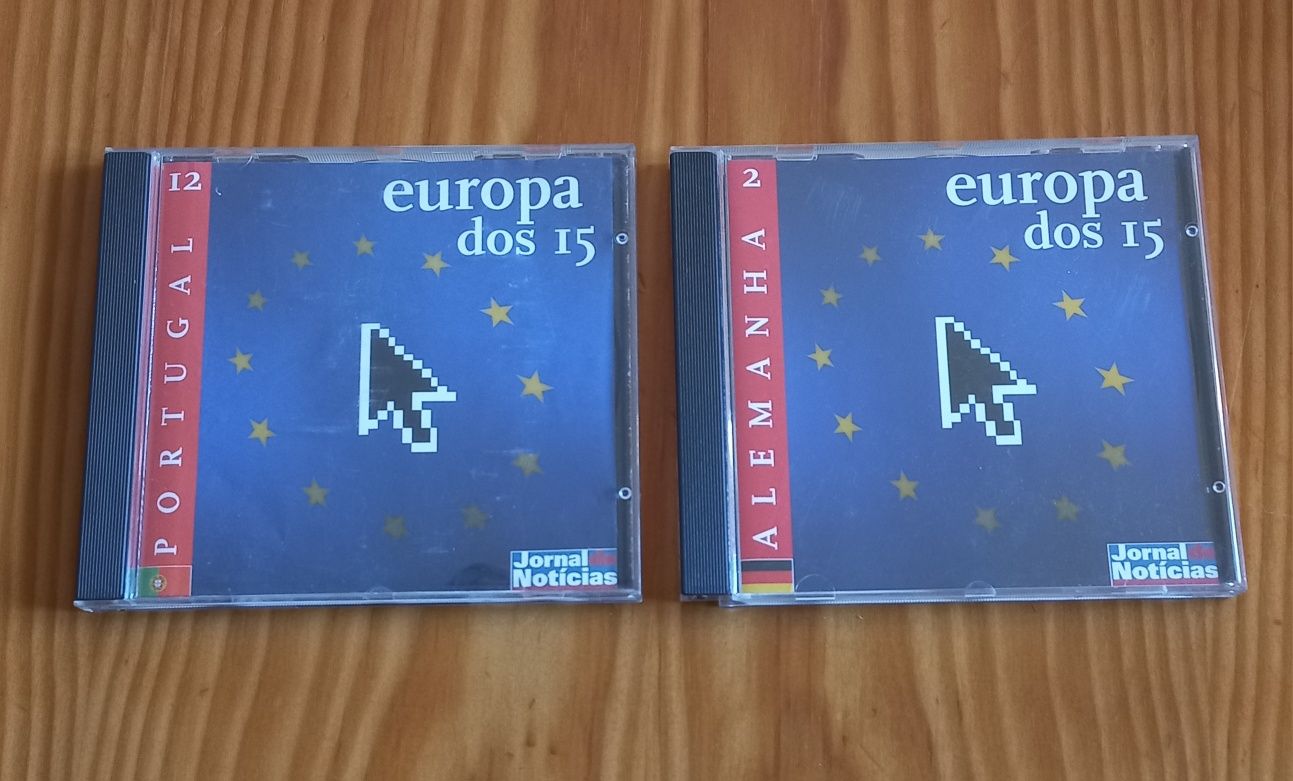 12
PORTUGAL
europa
dos 15
Jornal de
Notícias
2
ALEMANHA
europa
dos 15
Jornal de
Notícias